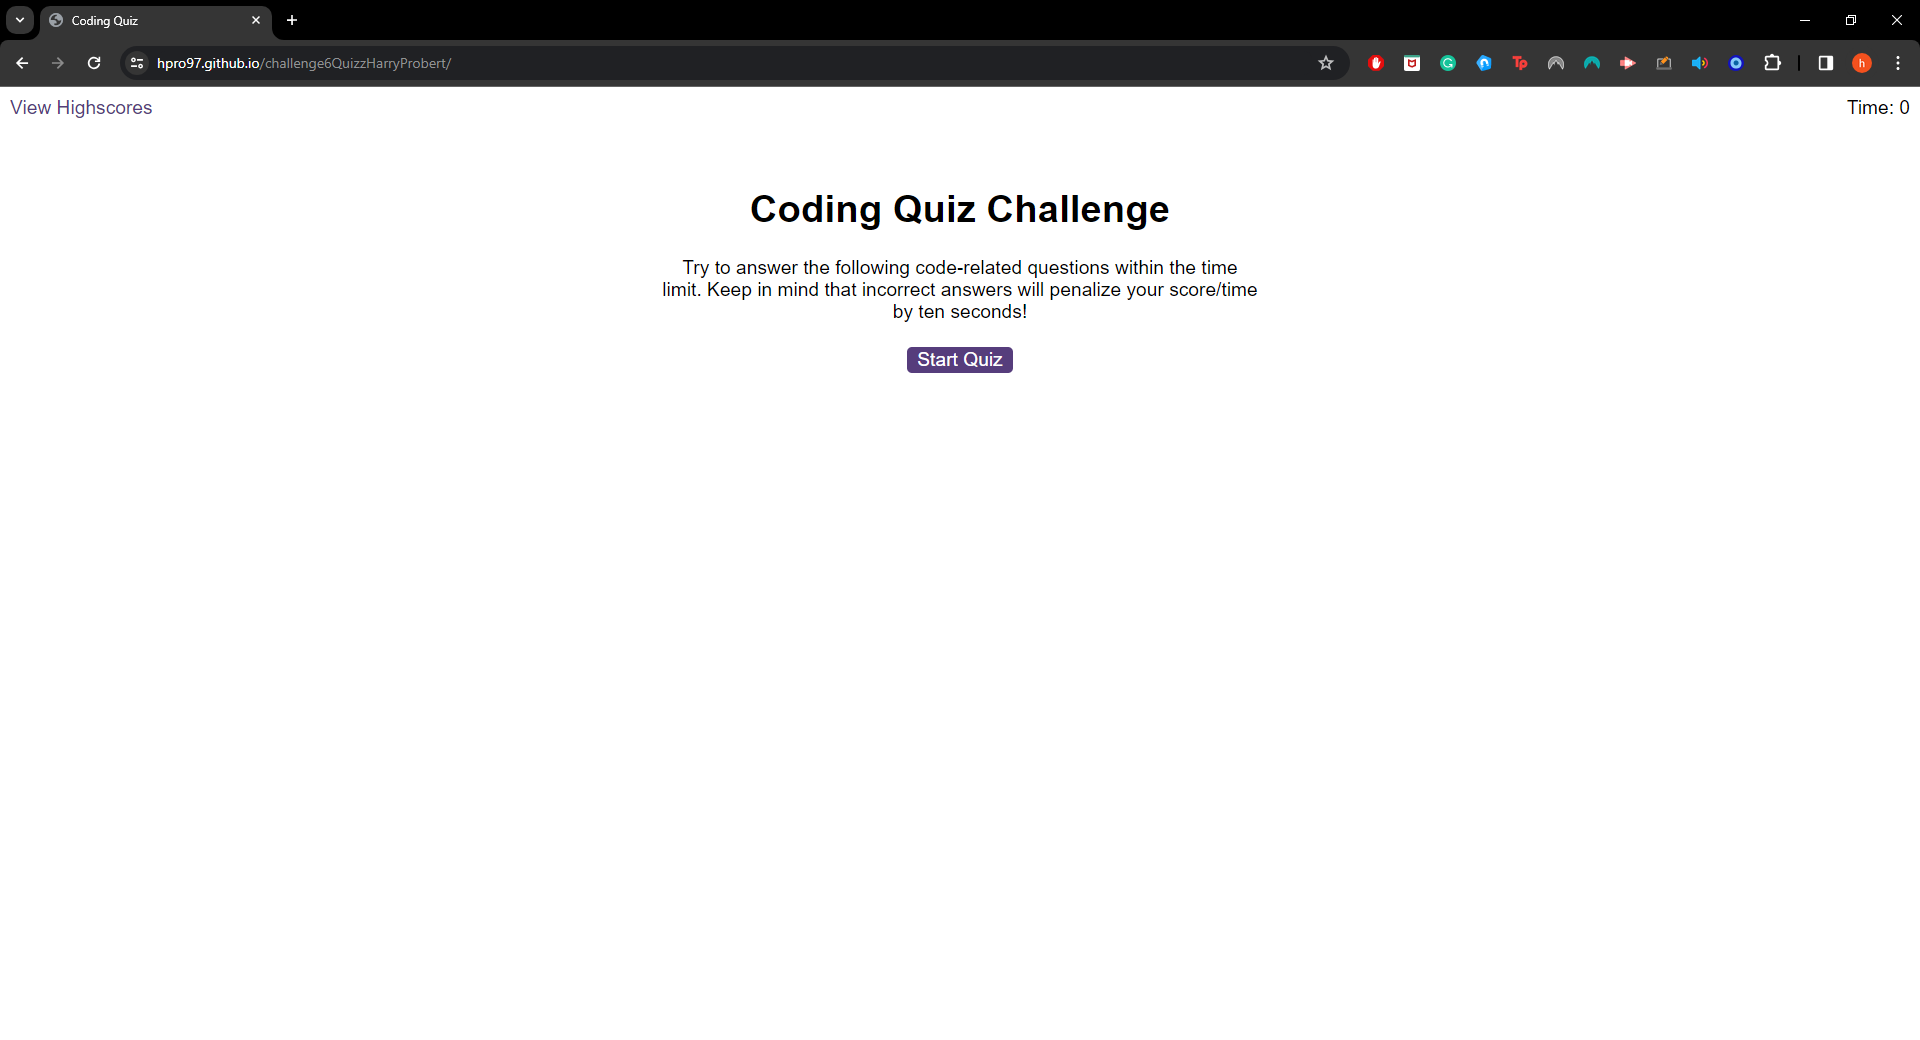 Coding Quiz
hpro97.github.io/challenge6QuizzHarryProbert/
Tp
h
View Highscores
Time: 0
Coding Quiz Challenge
Try to answer the following code-related questions within the time
limit. Keep in mind that incorrect answers will penalize your score/time
by ten seconds!
Start Quiz